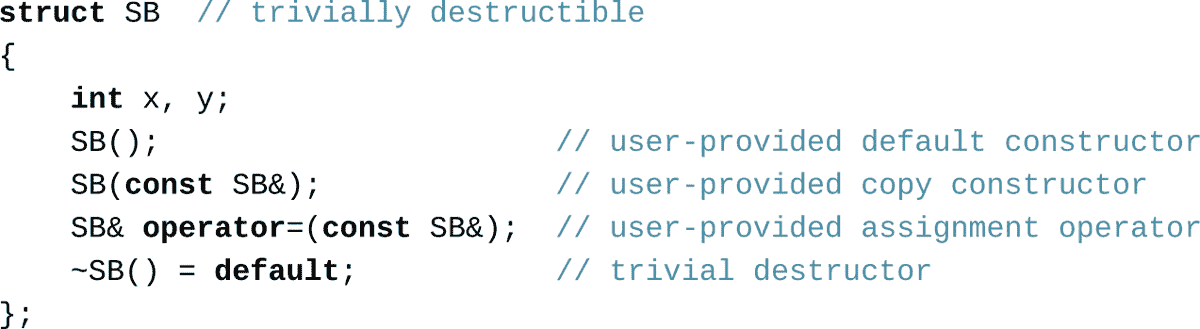 struct SB  // trivially destructible
{
    int x, y;
    SB();                      // user-provided default constructor
    SB(const SB&);             // user-provided copy constructor
    SB& operator=(const SB&);  // user-provided assignment operator
    ~SB() = default;           // trivial destructor
};